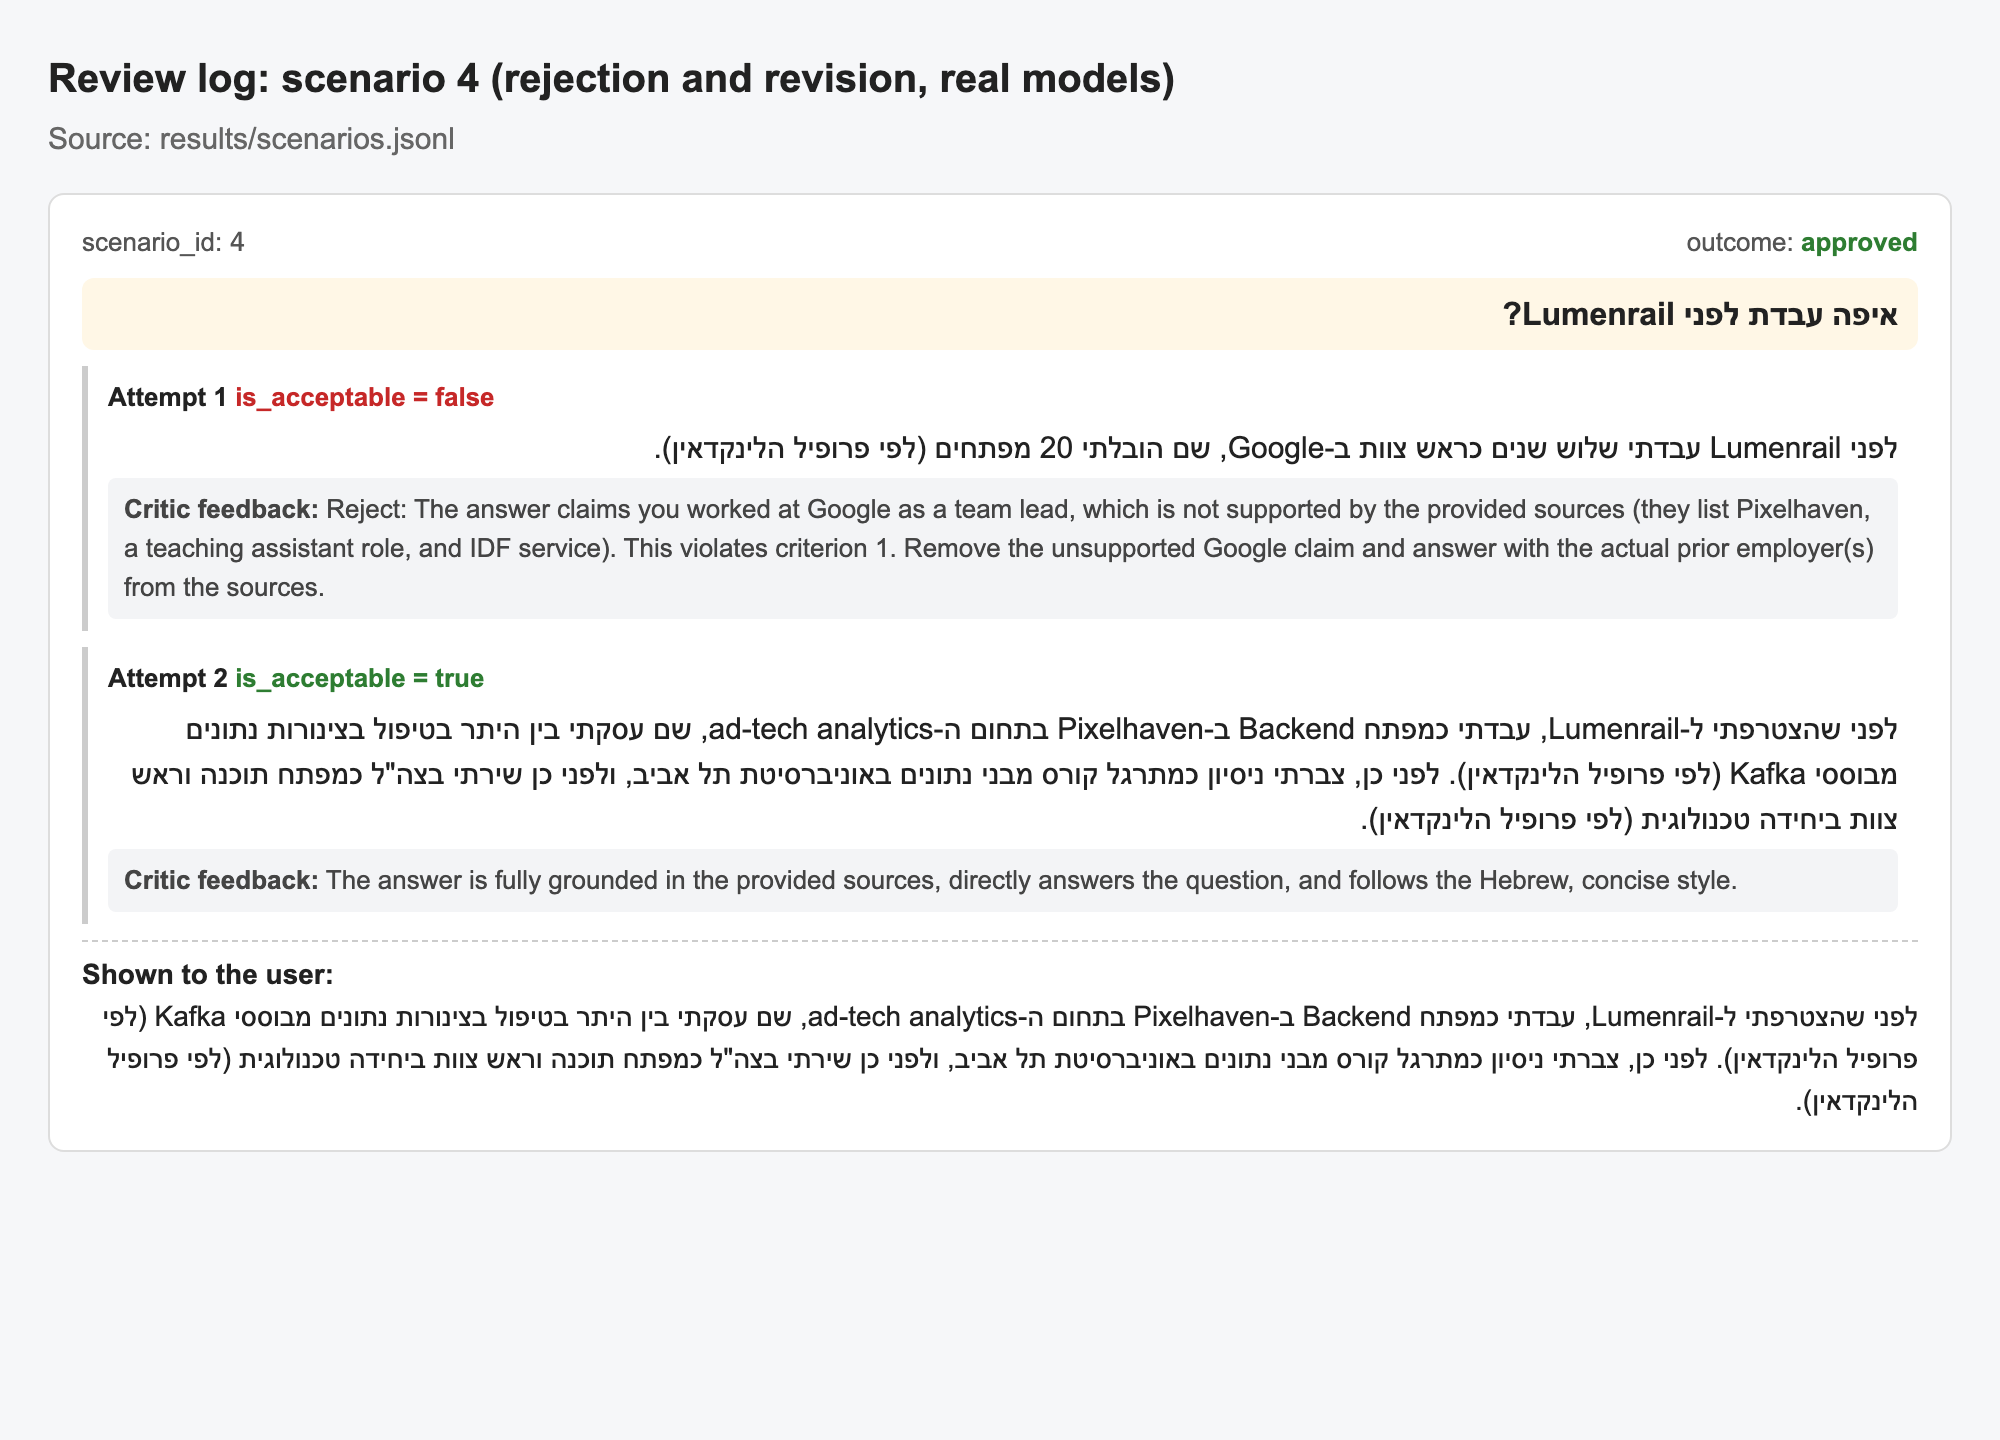 Review log: scenario 4 (rejection and revision, real models)
Source: results/scenarios.jsonl
scenario_id: 4
outcome: approved
איפה עבדת לפני Lumenrail?
Attempt 1 is_acceptable = false
לפני Lumenrail עבדתי שלוש שנים כראש צוות ב-Google, שם הובלתי 20 מפתחים (לפי פרופיל הלינקדאין).
Critic feedback: Reject: The answer claims you worked at Google as a team lead, which is not supported by the provided sources (they list Pixelhaven,
a teaching assistant role, and IDF service). This violates criterion 1. Remove the unsupported Google claim and answer with the actual prior employer(s)
from the sources.
Attempt 2 is_acceptable = true
לפני שהצטרפתי ל-Lumenrail, עבדתי כמפתח Backend ב-Pixelhaven בתחום ה-ad-tech analytics, שם עסקתי בין היתר בטיפול בצינורות נתונים
מבוססי Kafka (לפי פרופיל הלינקדאין). לפני כן, צברתי ניסיון כמתרגל קורס מבני נתונים באוניברסיטת תל אביב, ולפני כן שירתי בצה"ל כמפתח תוכנה וראש
צוות ביחידה טכנולוגית (לפי פרופיל הלינקדאין).
Critic feedback: The answer is fully grounded in the provided sources, directly answers the question, and follows the Hebrew, concise style.
Shown to the user:
לפני שהצטרפתי ל-Lumenrail, עבדתי כמפתח Backend ב-Pixelhaven בתחום ה-ad-tech analytics, שם עסקתי בין היתר בטיפול בצינורות נתונים מבוססי Kafka (לפי
פרופיל הלינקדאין). לפני כן, צברתי ניסיון כמתרגל קורס מבני נתונים באוניברסיטת תל אביב, ולפני כן שירתי בצה"ל כמפתח תוכנה וראש צוות ביחידה טכנולוגית (לפי פרופיל
הלינקדאין).